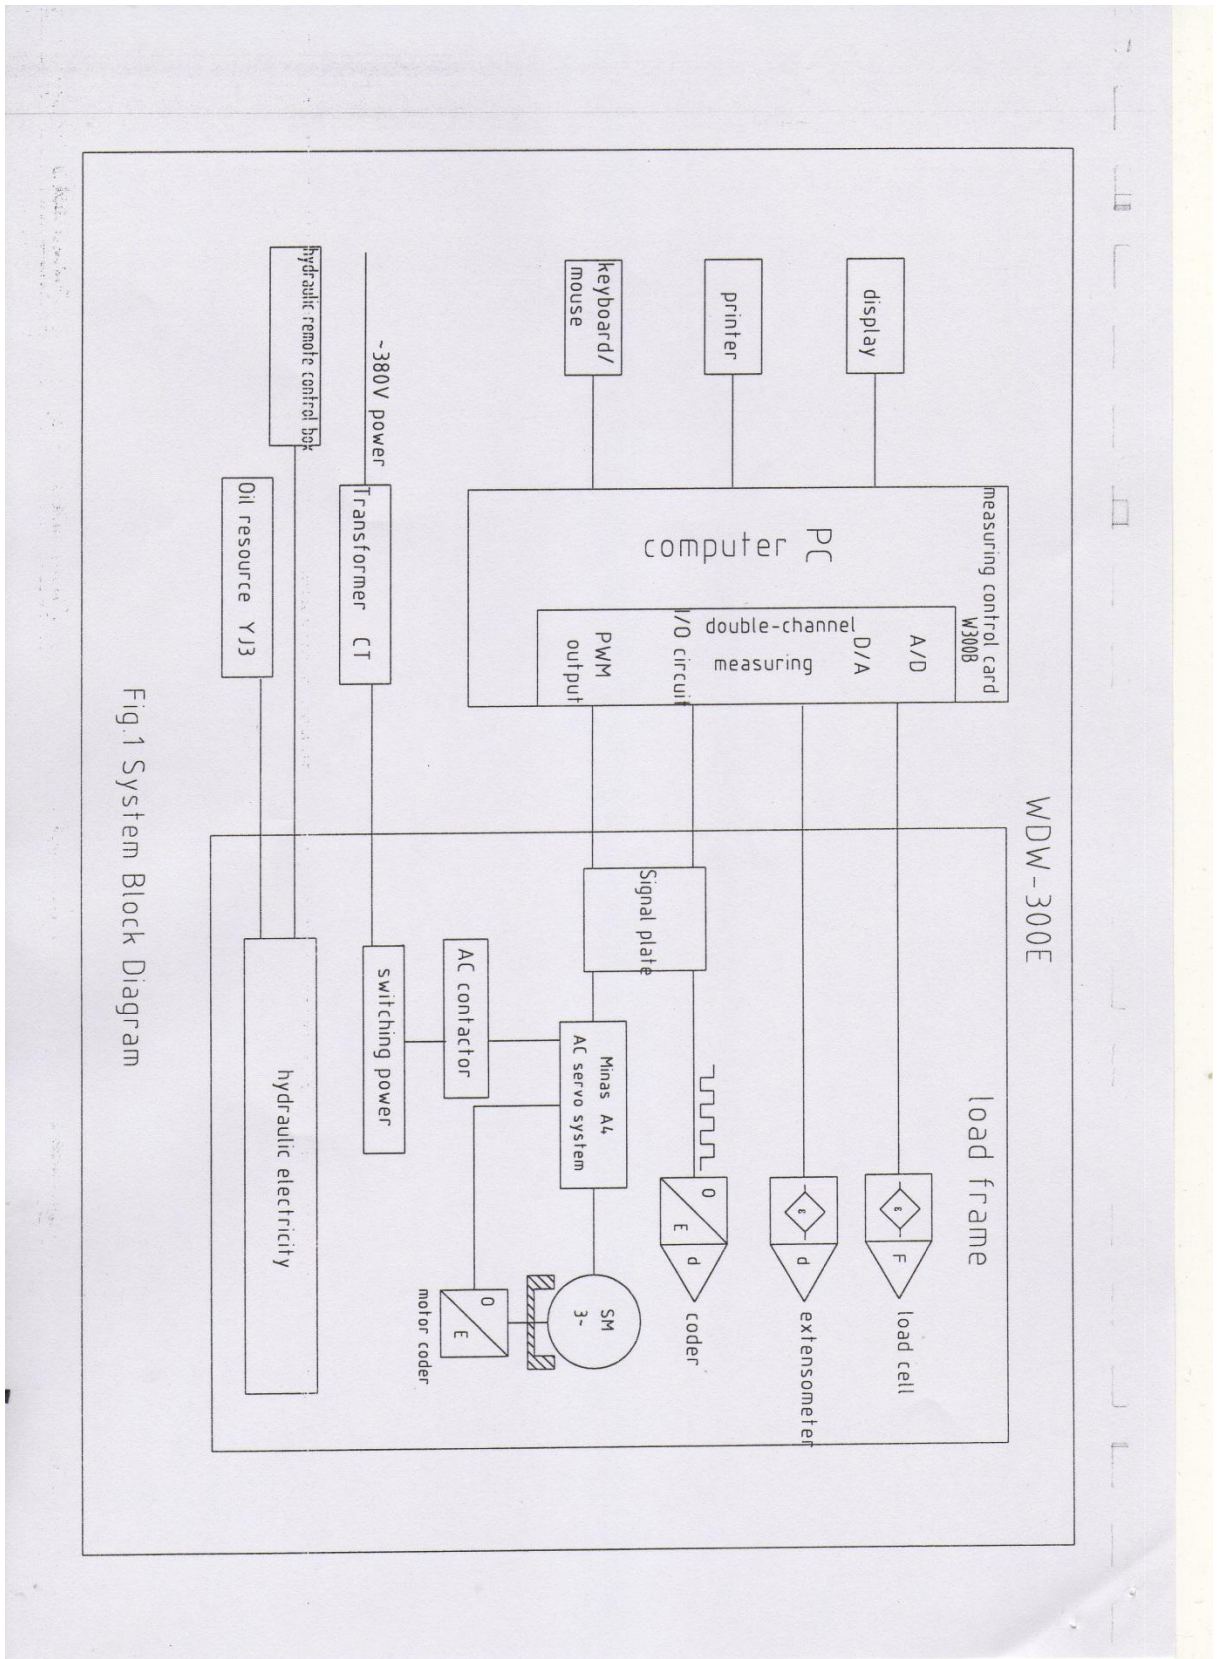 WDW-300E
load frame
display
printer
keyboard/
mouse
measuring control card
W300B
computer PC
A/D
D/A
double-channel
measuring
I/O circuit
PWM
output
~380V power
hydraulic remote control box
Transformer CT
Oil resource YJ3
Signal plate
Minas A4
AC servo system
AC contactor
switching power
hydraulic electricity
ε
F
load cell
ε
d
extensometer
O
E
d
coder
SM
3~
O
E
motor coder
Fig.1 System Block Diagram